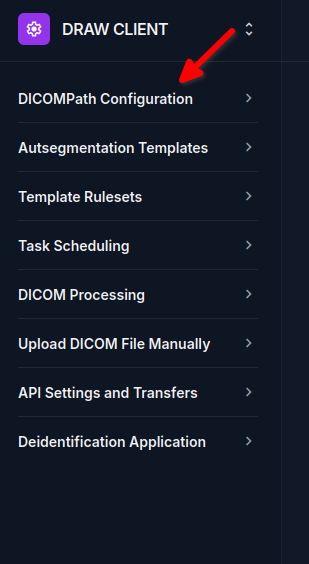 DRAW CLIENT
DICOMPath Configuration
Autsegmentation Templates
Template Rulesets
Task Scheduling
DICOM Processing
Upload DICOM File Manually
API Settings and Transfers
Deidentification Application